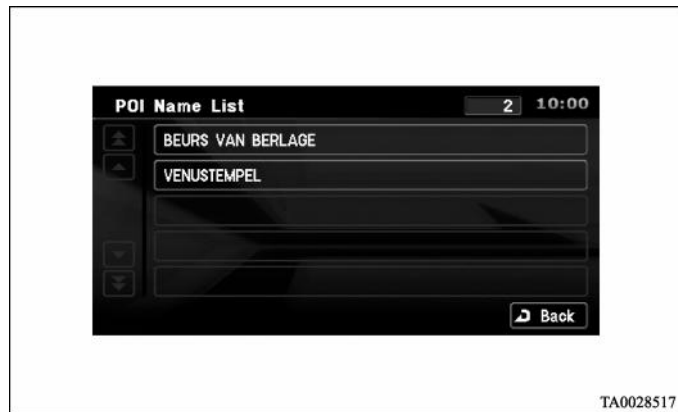 POI Name List 2 10:00
BEURS VAN BERLAGE
VENUSTEMPEL
Back
TA0028517